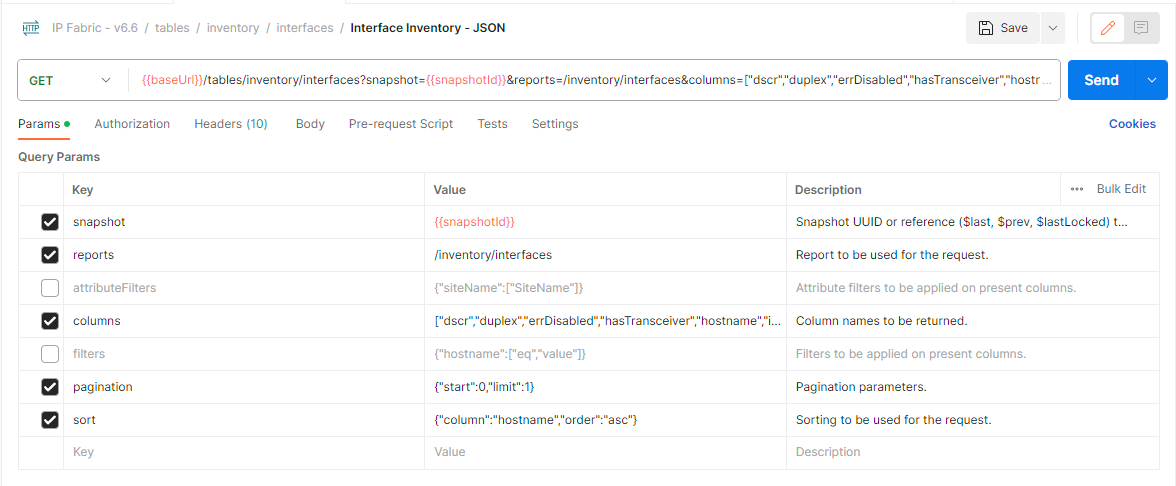 HTTP IP Fabric - v6.6 / tables / inventory / interfaces / Interface Inventory - JSON Save
GET {{baseUrl}}/tables/inventory/interfaces?snapshot={{snapshotId}}&reports=/inventory/interfaces&columns=["dscr","duplex","errDisabled","hasTransceiver","hostr ... Send
Params Authorization Headers (10) Body Pre-request Script Tests Settings Cookies
Query Params
Key Value Description ••• Bulk Edit
snapshot {{snapshotId}} Snapshot UUID or reference ($last, $prev, $lastLocked) t...
reports /inventory/interfaces Report to be used for the request.
attributeFilters {"siteName":["SiteName"]} Attribute filters to be applied on present columns.
columns ["dscr","duplex","errDisabled","hasTransceiver","hostname","i... Column names to be returned.
filters {"hostname":["eq","value"]} Filters to be applied on present columns.
pagination {"start":0,"limit":1} Pagination parameters.
sort {"column":"hostname","order":"asc"} Sorting to be used for the request.
Key Value Description